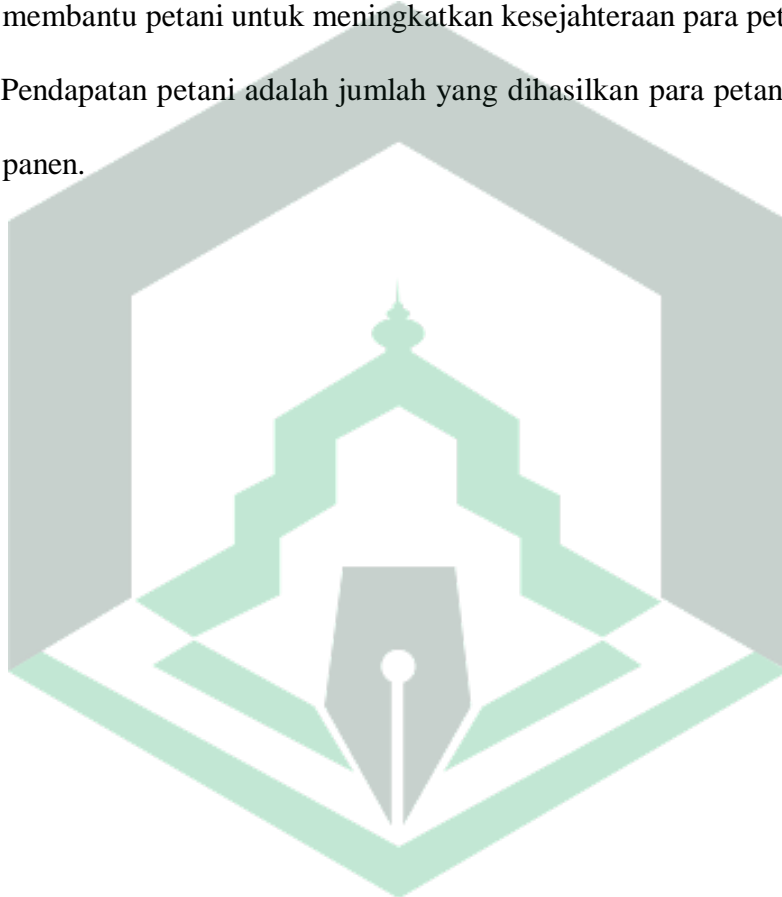 membantu petani untuk meningkatkan kesejahteraan para pet
Pendapatan petani adalah jumlah yang dihasilkan para petan
panen.